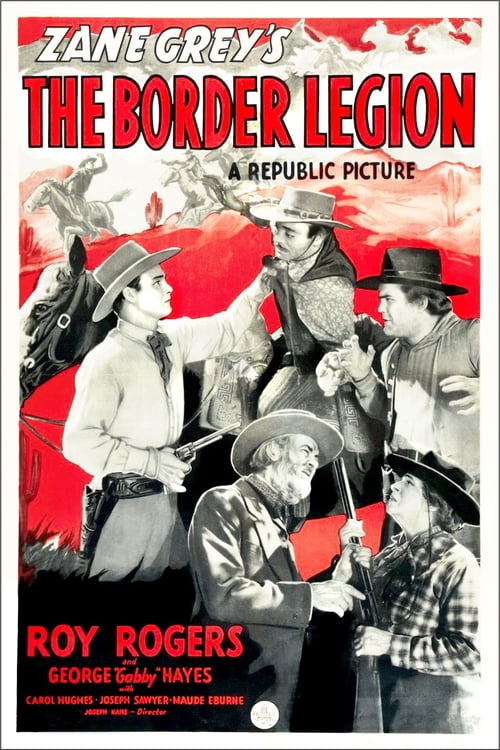 ZANE GREY'S
THE BORDER LEGION
A REPUBLIC PICTURE
ROY ROGERS
and
GEORGE "Gabby" HAYES
with
CAROL HUGHES · JOSEPH SAWYER · MAUDE EBURNE
JOSEPH KANE - Director